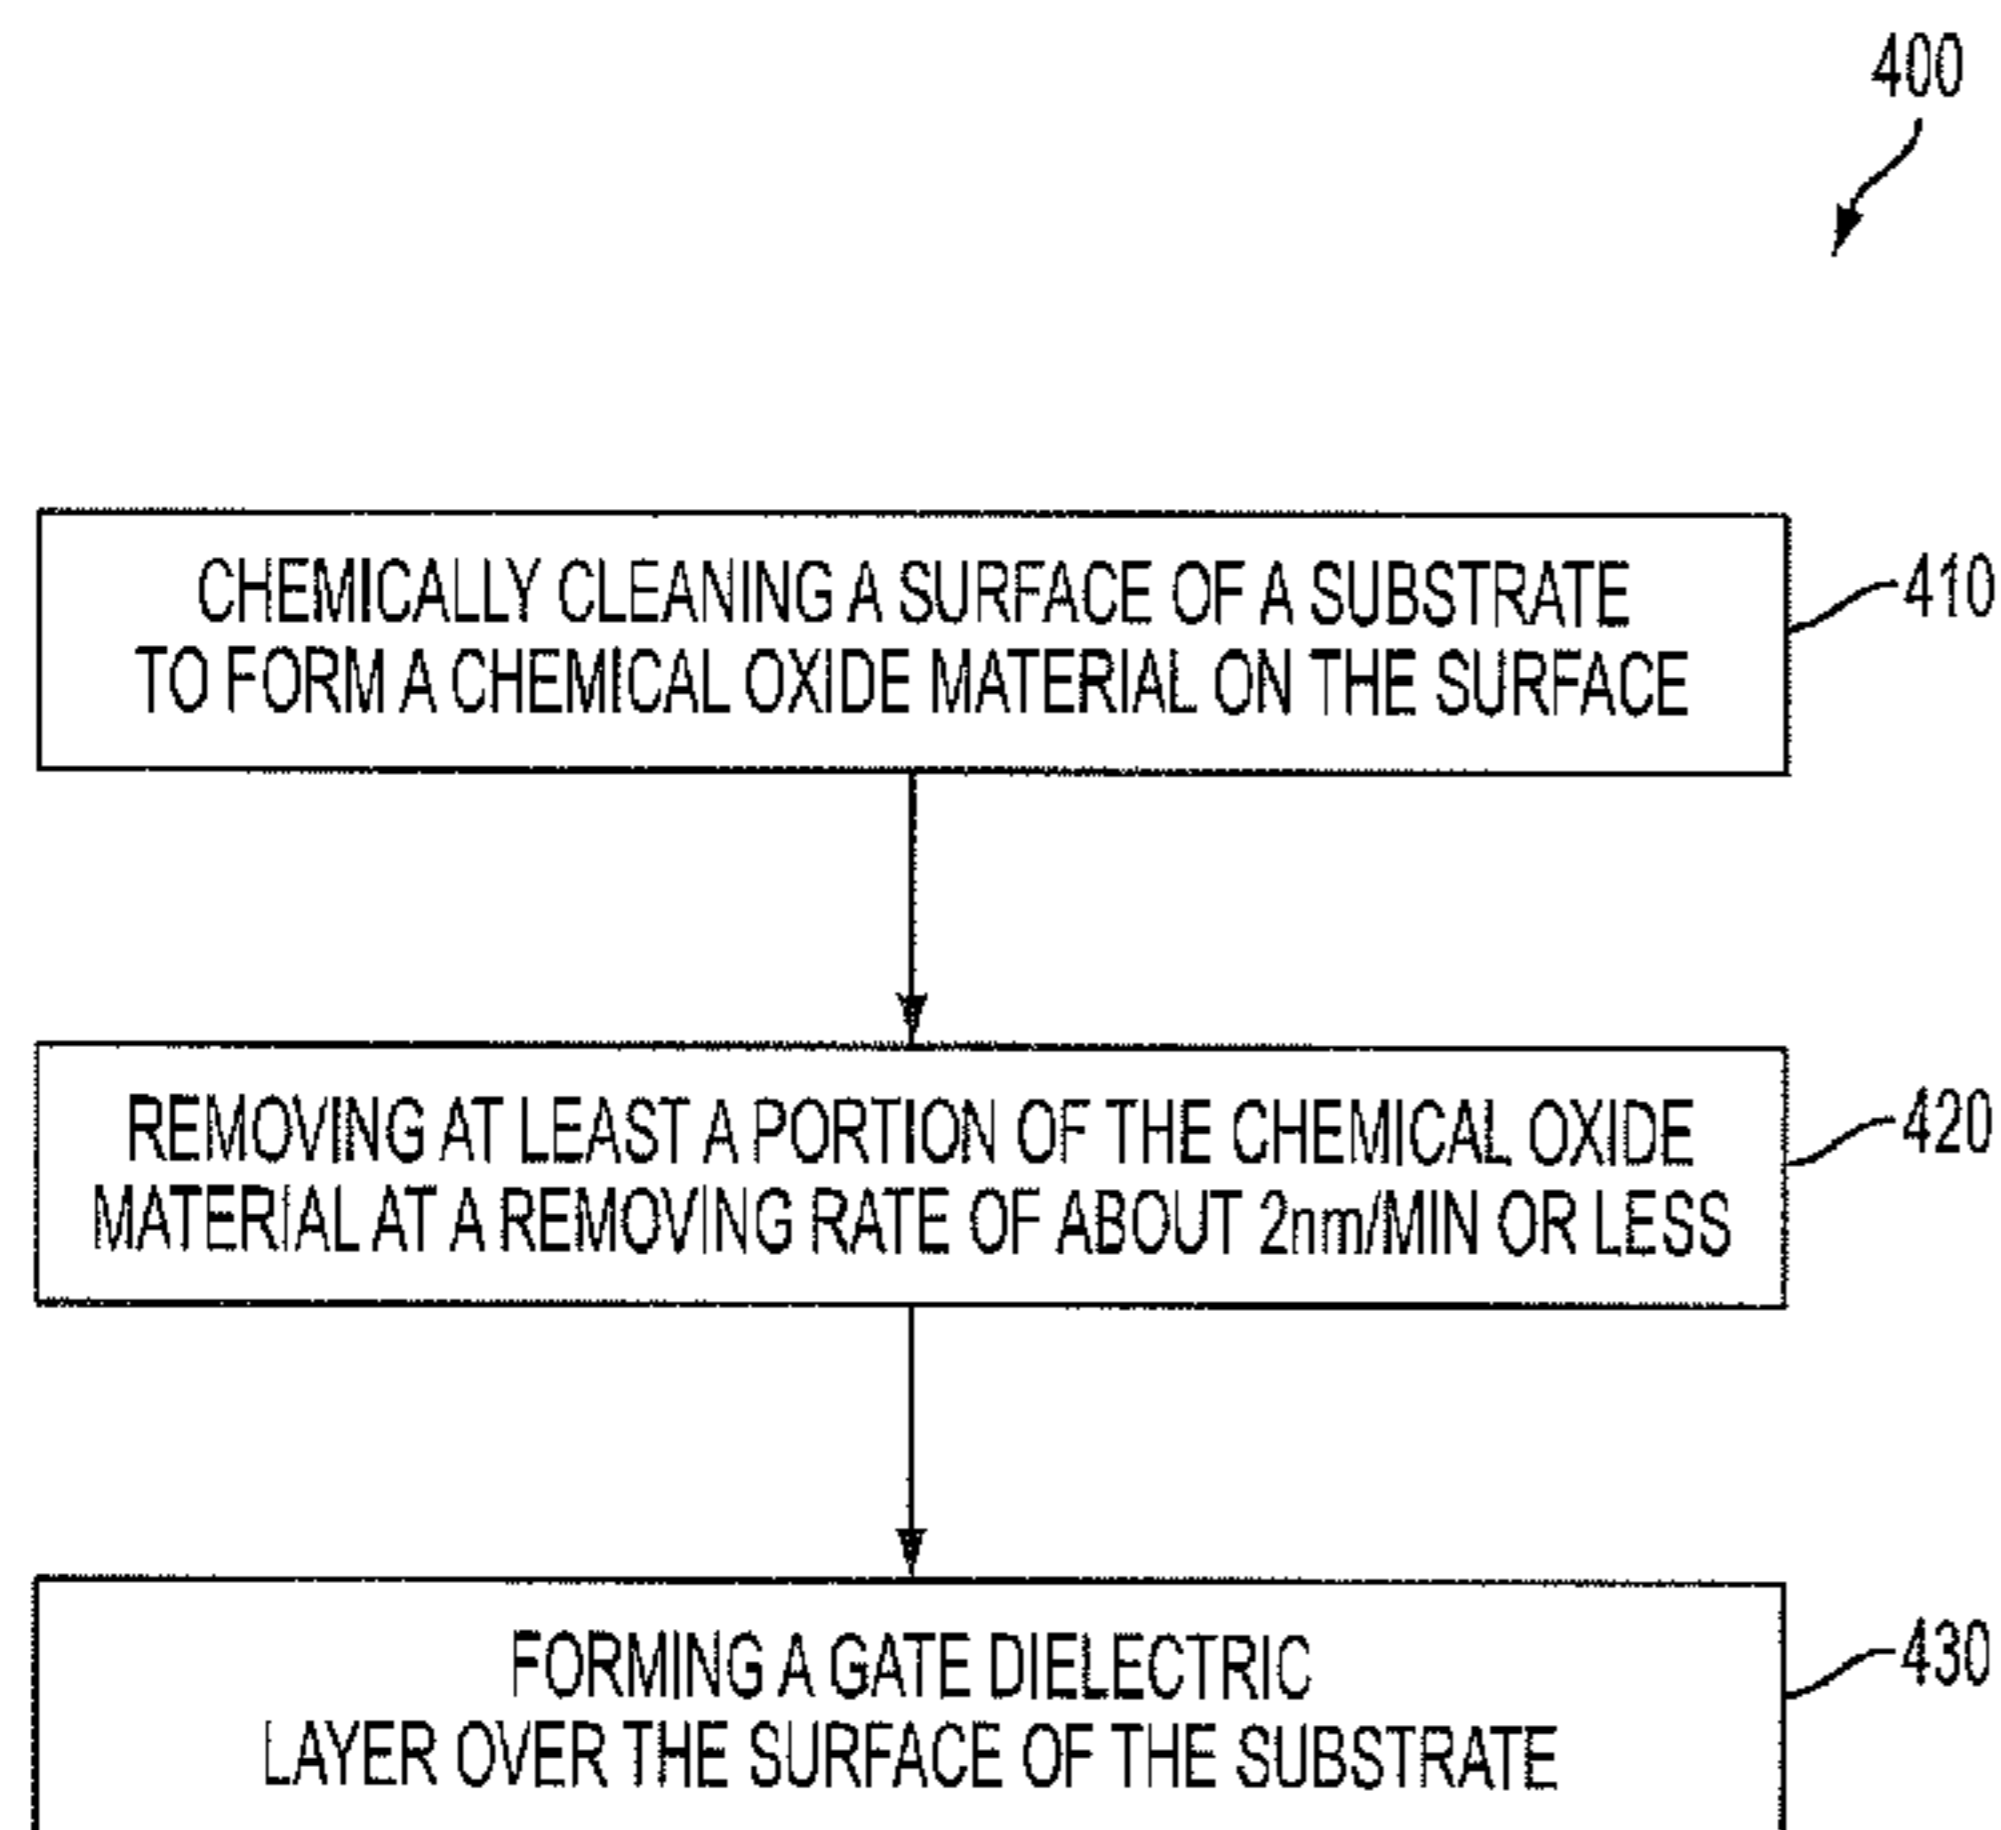 400
CHEMICALLY CLEANING A SURFACE OF A SUBSTRATE
TO FORM A CHEMICAL OXIDE MATERIAL ON THE SURFACE
410
REMOVING AT LEAST A PORTION OF THE CHEMICAL OXIDE
MATERIAL AT A REMOVING RATE OF ABOUT 2nm/MIN OR LESS
420
FORMING A GATE DIELECTRIC
LAYER OVER THE SURFACE OF THE SUBSTRATE
430